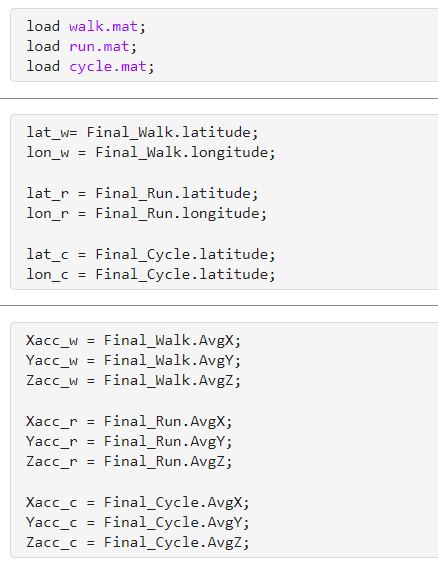 load walk.mat;
load run.mat;
load cycle.mat;
lat_w= Final_Walk.latitude;
lon_w = Final_Walk.longitude;
lat_r = Final_Run.latitude;
lon_r = Final_Run.longitude;
lat_c = Final_Cycle.latitude;
lon_c = Final_Cycle.latitude;
Xacc_w = Final_Walk.AvgX;
Yacc_w = Final_Walk.AvgY;
Zacc_w = Final_Walk.AvgZ;
Xacc_r = Final_Run.AvgX;
Yacc_r = Final_Run.AvgY;
Zacc_r = Final_Run.AvgZ;
Xacc_c = Final_Cycle.AvgX;
Yacc_c = Final_Cycle.AvgY;
Zacc_c = Final_Cycle.AvgZ;